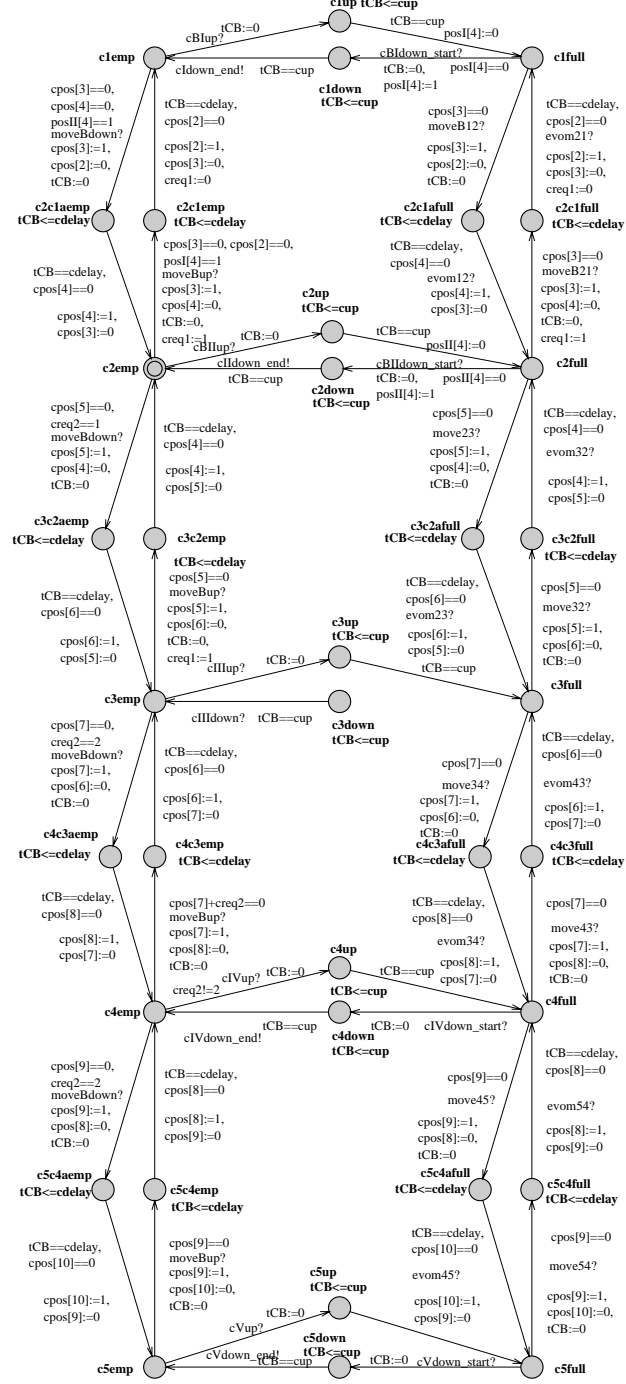 c1up tCB<=cup
tCB:=0
tCB==cup
cBIup?
posI[4]:=0
c1emp
cBIdown_start?
c1full
cIdown_end!
tCB==cup
tCB:=0,
posI[4]==0
posI[4]:=1
c1down
tCB<=cup
cpos[3]==0,
cpos[4]==0,
posII[4]==1
moveBdown?
cpos[3]:=1,
cpos[2]:=0,
tCB:=0
tCB==cdelay,
cpos[2]==0
cpos[2]:=1,
cpos[3]:=0,
creq1:=0
cpos[3]==0
moveB12?
cpos[3]:=1,
cpos[2]:=0,
tCB:=0
tCB==cdelay,
cpos[2]==0
evom21?
cpos[2]:=1,
cpos[3]:=0,
creq1:=0
c2c1aemp
tCB<=cdelay
c2c1emp
tCB<=cdelay
c2c1afull
tCB<=cdelay
c2c1full
tCB<=cdelay
tCB==cdelay,
cpos[4]==0
cpos[4]:=1,
cpos[3]:=0
cpos[3]==0, cpos[2]==0,
posI[4]==1
moveBup?
cpos[3]:=1,
cpos[4]:=0,
tCB:=0,
creq1:=1
tCB==cdelay,
cpos[4]==0
evom12?
cpos[4]:=1,
cpos[3]:=0
cpos[3]==0
moveB21?
cpos[3]:=1,
cpos[4]:=0,
tCB:=0,
creq1:=1
c2up
tCB<=cup
cBIIup?
tCB:=0
tCB==cup
posII[4]:=0
c2emp
cIIdown_end!
tCB==cup
cBIIdown_start?
tCB:=0,
posII[4]==0
posII[4]:=1
c2full
c2down
tCB<=cup
cpos[5]==0,
creq2==1
moveBdown?
cpos[5]:=1,
cpos[4]:=0,
tCB:=0
tCB==cdelay,
cpos[4]==0
cpos[4]:=1,
cpos[5]:=0
cpos[5]==0
move23?
cpos[5]:=1,
cpos[4]:=0,
tCB:=0
tCB==cdelay,
cpos[4]==0
evom32?
cpos[4]:=1,
cpos[5]:=0
c3c2aemp
tCB<=cdelay
c3c2emp
tCB<=cdelay
c3c2afull
tCB<=cdelay
c3c2full
tCB<=cdelay
tCB==cdelay,
cpos[6]==0
cpos[6]:=1,
cpos[5]:=0
cpos[5]==0
moveBup?
cpos[5]:=1,
cpos[6]:=0,
tCB:=0,
creq1:=1
tCB==cdelay,
cpos[6]==0
evom23?
cpos[6]:=1,
cpos[5]:=0
cpos[5]==0
move32?
cpos[5]:=1,
cpos[6]:=0,
tCB:=0
c3up
tCB<=cup
cIIIup?
tCB:=0
tCB==cup
c3emp
cIIIdown?
tCB==cup
c3down
tCB<=cup
c3full
cpos[7]==0,
creq2==2
moveBdown?
cpos[7]:=1,
cpos[6]:=0,
tCB:=0
tCB==cdelay,
cpos[6]==0
cpos[6]:=1,
cpos[7]:=0
cpos[7]==0
move34?
cpos[7]:=1,
cpos[6]:=0,
tCB:=0
tCB==cdelay,
cpos[6]==0
evom43?
cpos[6]:=1,
cpos[7]:=0
c4c3aemp
tCB<=cdelay
c4c3emp
tCB<=cdelay
c4c3afull
tCB<=cdelay
c4c3full
tCB<=cdelay
tCB==cdelay,
cpos[8]==0
cpos[8]:=1,
cpos[7]:=0
cpos[7]+creq2==0
moveBup?
cpos[7]:=1,
cpos[8]:=0,
tCB:=0
tCB==cdelay,
cpos[8]==0
evom34?
cpos[8]:=1,
cpos[7]:=0
cpos[7]==0
move43?
cpos[7]:=1,
cpos[8]:=0,
tCB:=0
c4up
tCB<=cup
cIVup?
tCB:=0
tCB==cup
creq2!=2
c4emp
cIVdown_end!
tCB==cup
tCB:=0
cIVdown_start?
c4full
c4down
tCB<=cup
cpos[9]==0,
creq2==2
moveBdown?
cpos[9]:=1,
cpos[8]:=0,
tCB:=0
tCB==cdelay,
cpos[8]==0
cpos[8]:=1,
cpos[9]:=0
cpos[9]==0
move45?
cpos[9]:=1,
cpos[8]:=0,
tCB:=0
tCB==cdelay,
cpos[8]==0
evom54?
cpos[8]:=1,
cpos[9]:=0
c5c4aemp
tCB<=cdelay
c5c4emp
tCB<=cdelay
c5c4afull
tCB<=cdelay
c5c4full
tCB<=cdelay
tCB==cdelay,
cpos[10]==0
cpos[10]:=1,
cpos[9]:=0
cpos[9]==0
moveBup?
cpos[9]:=1,
cpos[10]:=0,
tCB:=0
tCB==cdelay,
cpos[10]==0
evom45?
cpos[10]:=1,
cpos[9]:=0
cpos[9]==0
move54?
cpos[9]:=1,
cpos[10]:=0,
tCB:=0
c5up
tCB<=cup
cVup?
tCB:=0
c5down
tCB<=cup
c5emp
cVdown_end!
tCB==cup
tCB:=0
cVdown_start?
c5full